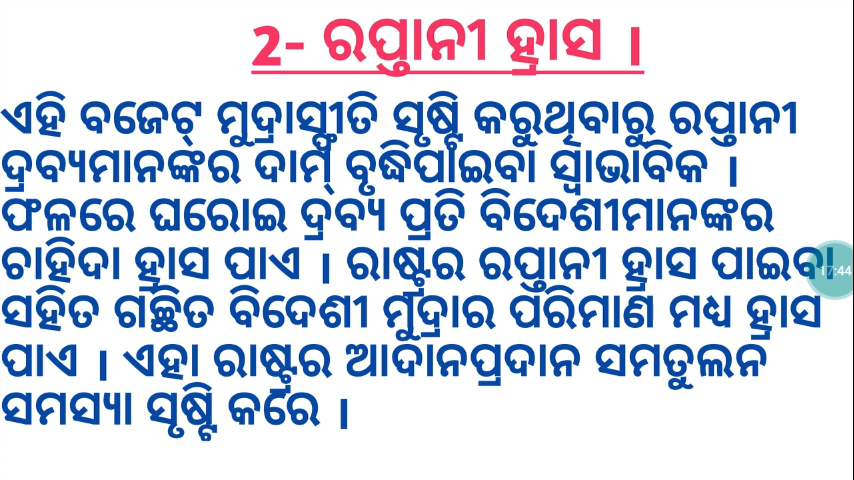 2- ରପ୍ତାନୀ ହ୍ରାସ ।
ଏହି ବଜେଟ୍ ମୁଦ୍ରାସ୍ଫୀତି ସୃଷ୍ଟି କରୁଥିବାରୁ ରପ୍ତାନୀ
ଦ୍ରବ୍ୟମାନଙ୍କର ଦାମ୍ ବୃଦ୍ଧିପାଇବା ସ୍ୱାଭାବିକ ।
ଫଳରେ ଘରୋଇ ଦ୍ରବ୍ୟ ପ୍ରତି ବିଦେଶୀମାନଙ୍କର
ଚାହିଦା ହ୍ରାସ ପାଏ । ରାଷ୍ଟ୍ରର ରପ୍ତାନୀ ହ୍ରାସ ପାଇବା
17:44
ସହିତ ଗଚ୍ଛିତ ବିଦେଶୀ ମୁଦ୍ରାର ପରିମାଣ ମଧ୍ୟ ହ୍ରାସ
ପାଏ । ଏହା ରାଷ୍ଟ୍ରର ଆଦାନପ୍ରଦାନ ସମତୁଲନ
ସମସ୍ୟା ସୃଷ୍ଟି କରେ ।